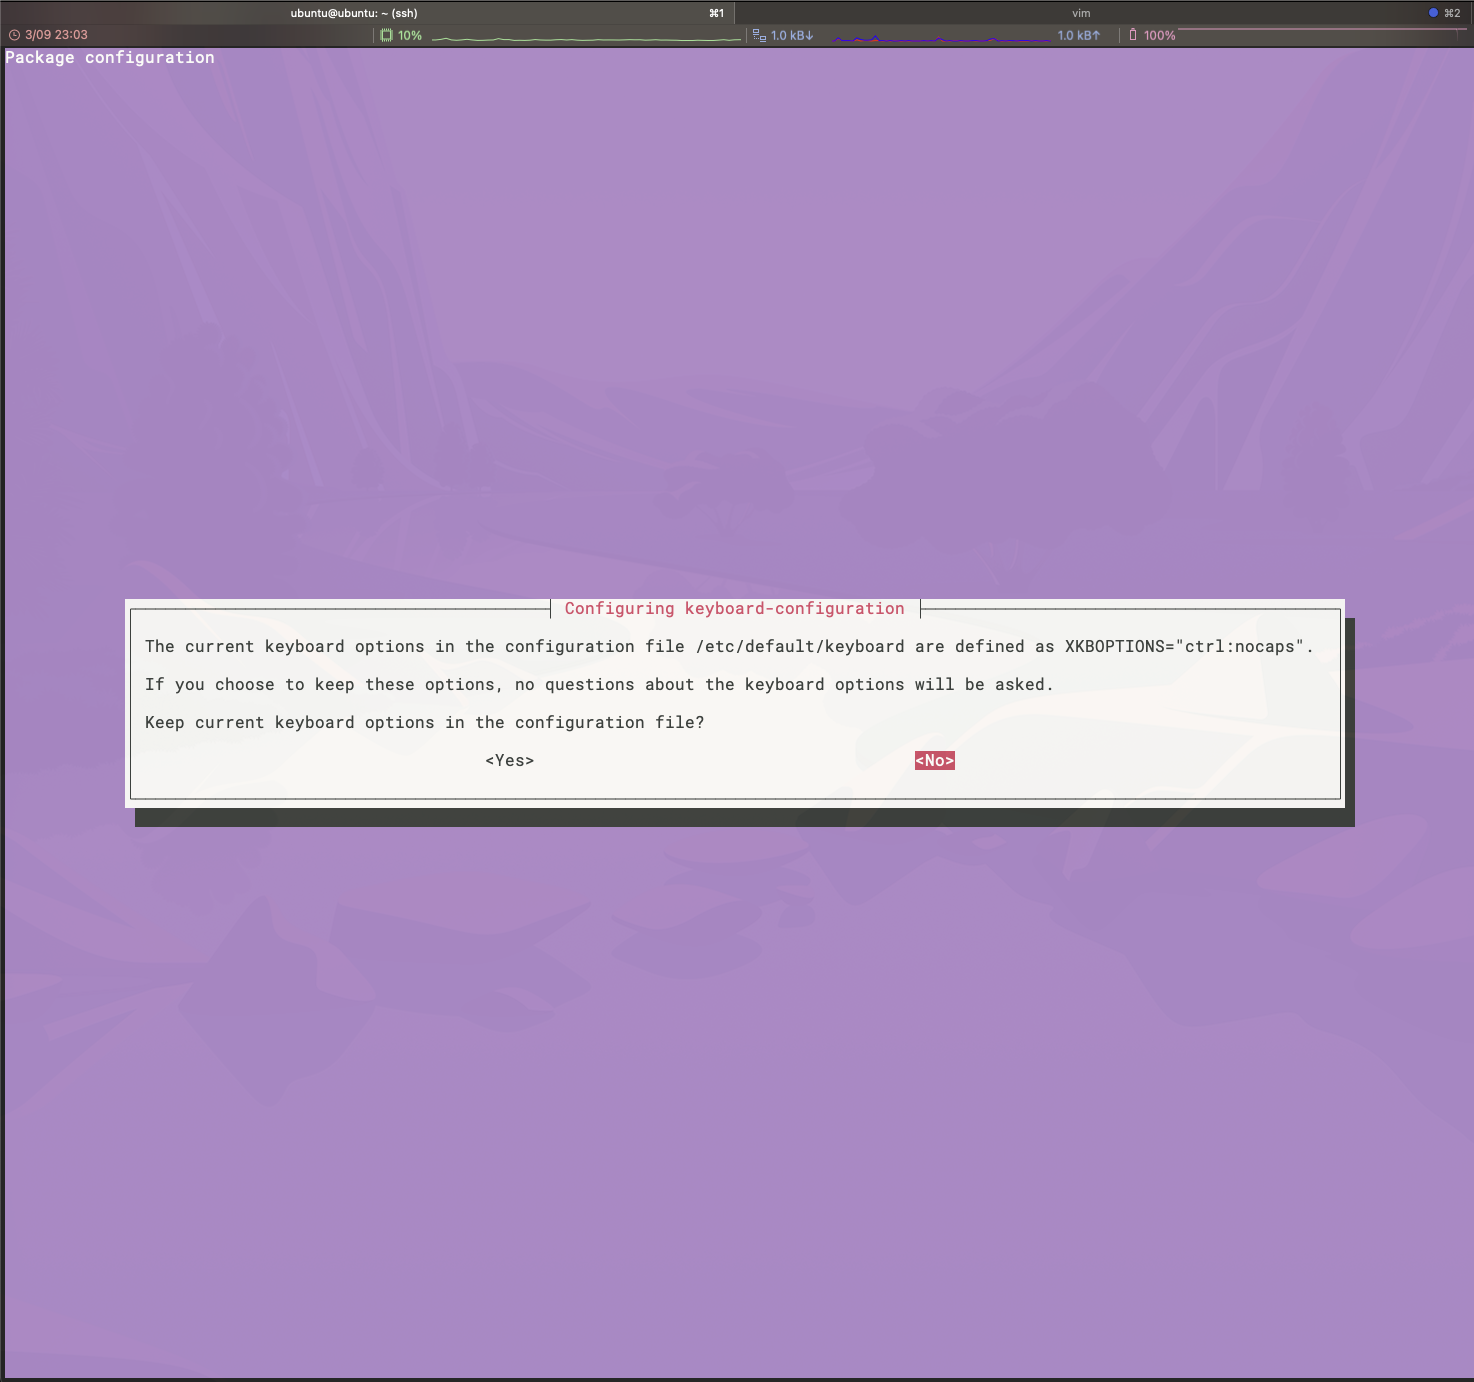 ubuntu@ubuntu: ~ (ssh) ⌘1 vim ⌘2
3/09 23:03 10% 1.0 kB↓ 1.0 kB↑ 100%
Package configuration
Configuring keyboard-configuration
The current keyboard options in the configuration file /etc/default/keyboard are defined as XKBOPTIONS="ctrl:nocaps".
If you choose to keep these options, no questions about the keyboard options will be asked.
Keep current keyboard options in the configuration file?
<Yes> <No>